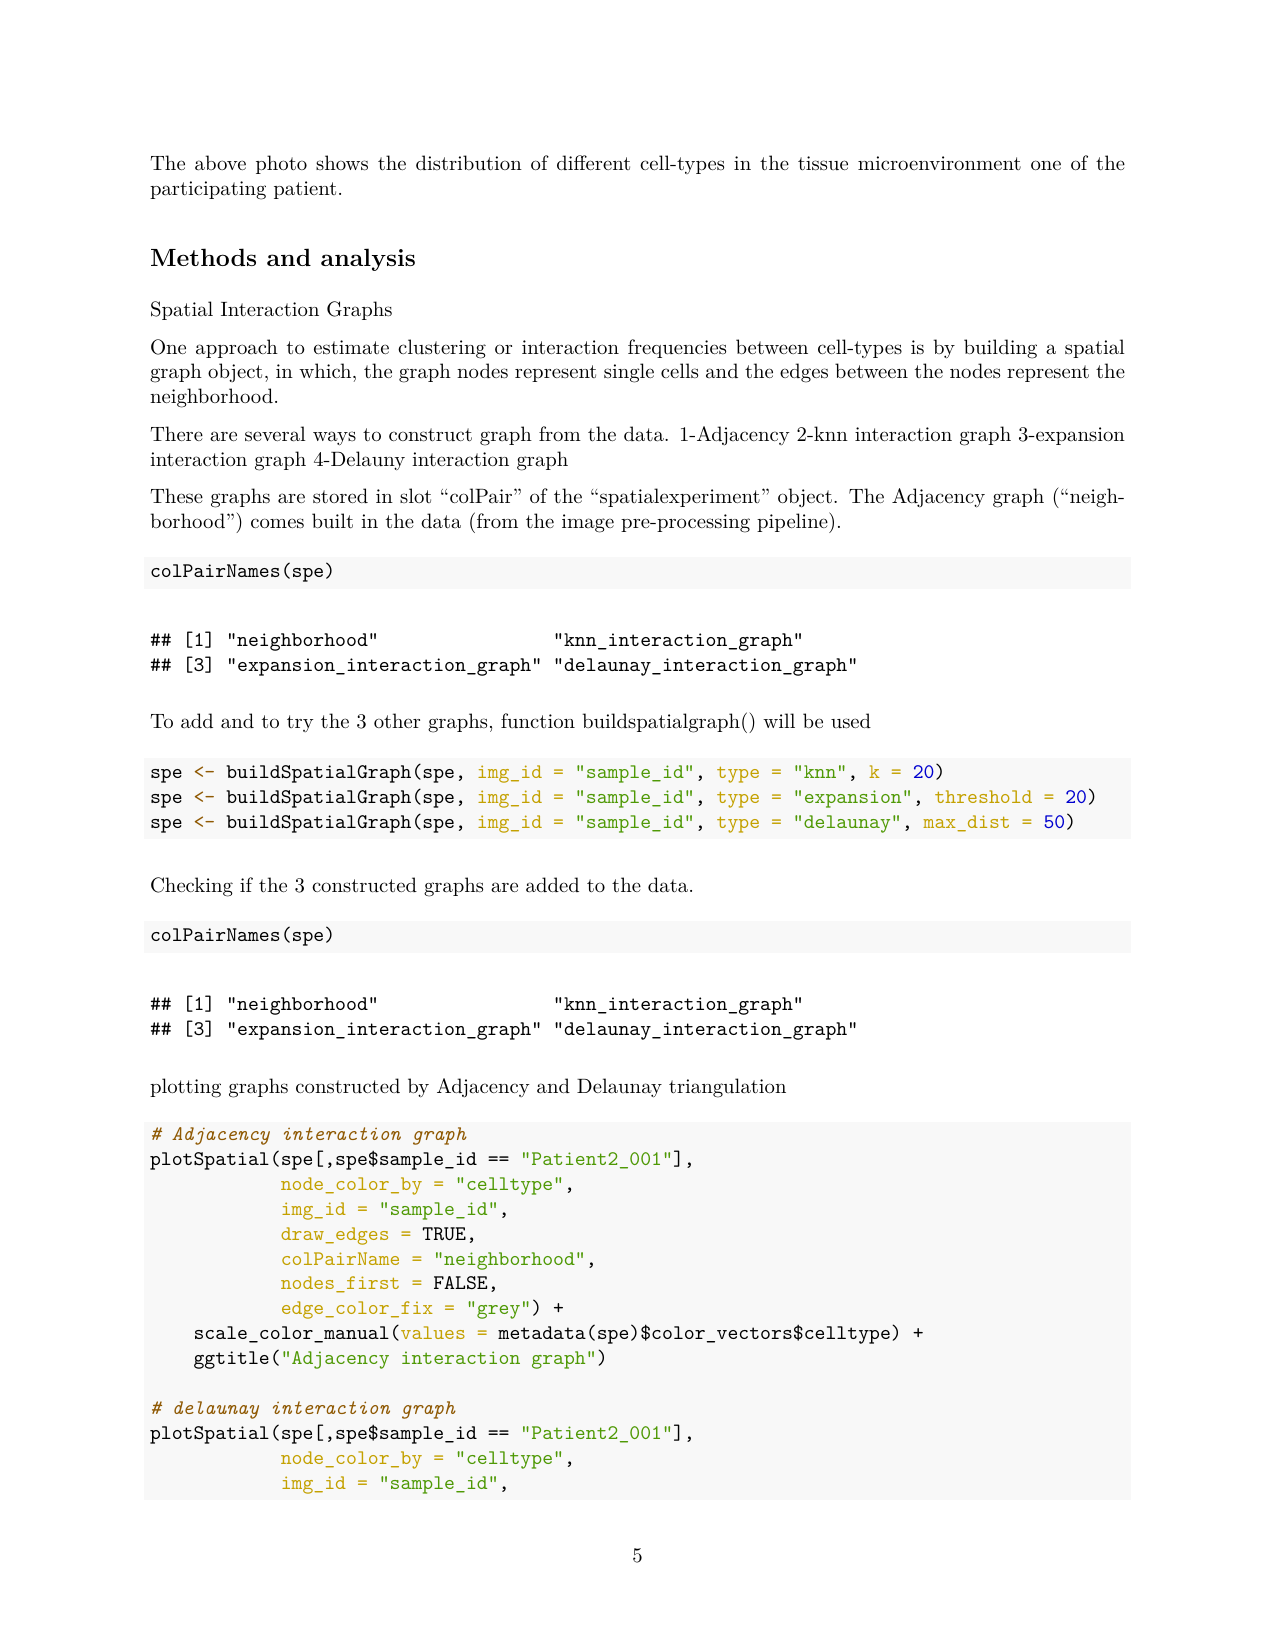 The above photo shows the distribution of different cell-types in the tissue microenvironment one of the
participating patient.
Methods and analysis
Spatial Interaction Graphs
One approach to estimate clustering or interaction frequencies between cell-types is by building a spatial
graph object, in which, the graph nodes represent single cells and the edges between the nodes represent the
neighborhood.
There are several ways to construct graph from the data. 1-Adjacency 2-knn interaction graph 3-expansion
interaction graph 4-Delauny interaction graph
These graphs are stored in slot “colPair” of the “spatialexperiment” object. The Adjacency graph (“neigh-
borhood”) comes built in the data (from the image pre-processing pipeline).
colPairNames(spe)
## [1] "neighborhood"                "knn_interaction_graph"
## [3] "expansion_interaction_graph" "delaunay_interaction_graph"
To add and to try the 3 other graphs, function buildspatialgraph() will be used
spe <- buildSpatialGraph(spe, img_id = "sample_id", type = "knn", k = 20)
spe <- buildSpatialGraph(spe, img_id = "sample_id", type = "expansion", threshold = 20)
spe <- buildSpatialGraph(spe, img_id = "sample_id", type = "delaunay", max_dist = 50)
Checking if the 3 constructed graphs are added to the data.
colPairNames(spe)
## [1] "neighborhood"                "knn_interaction_graph"
## [3] "expansion_interaction_graph" "delaunay_interaction_graph"
plotting graphs constructed by Adjacency and Delaunay triangulation
# Adjacency interaction graph
plotSpatial(spe[,spe$sample_id == "Patient2_001"],
            node_color_by = "celltype",
            img_id = "sample_id",
            draw_edges = TRUE,
            colPairName = "neighborhood",
            nodes_first = FALSE,
            edge_color_fix = "grey") +
    scale_color_manual(values = metadata(spe)$color_vectors$celltype) +
    ggtitle("Adjacency interaction graph")
# delaunay interaction graph
plotSpatial(spe[,spe$sample_id == "Patient2_001"],
            node_color_by = "celltype",
            img_id = "sample_id",
5